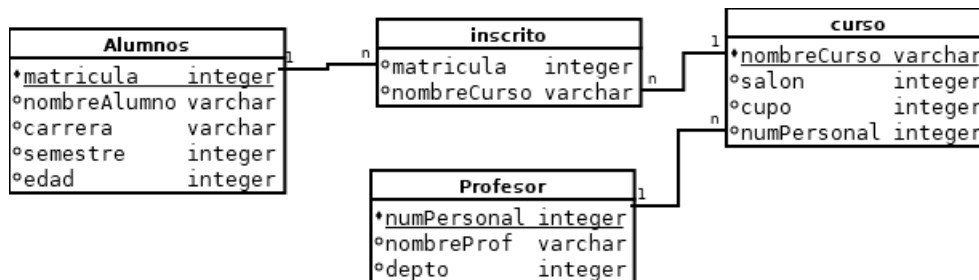 Alumnos
matricula integer
nombreAlumno varchar
carrera varchar
semestre integer
edad integer
1
n
inscrito
matricula integer
nombreCurso varchar
n
1
curso
nombreCurso varchar
salon integer
cupo integer
numPersonal integer
n
1
Profesor
numPersonal integer
nombreProf varchar
depto integer